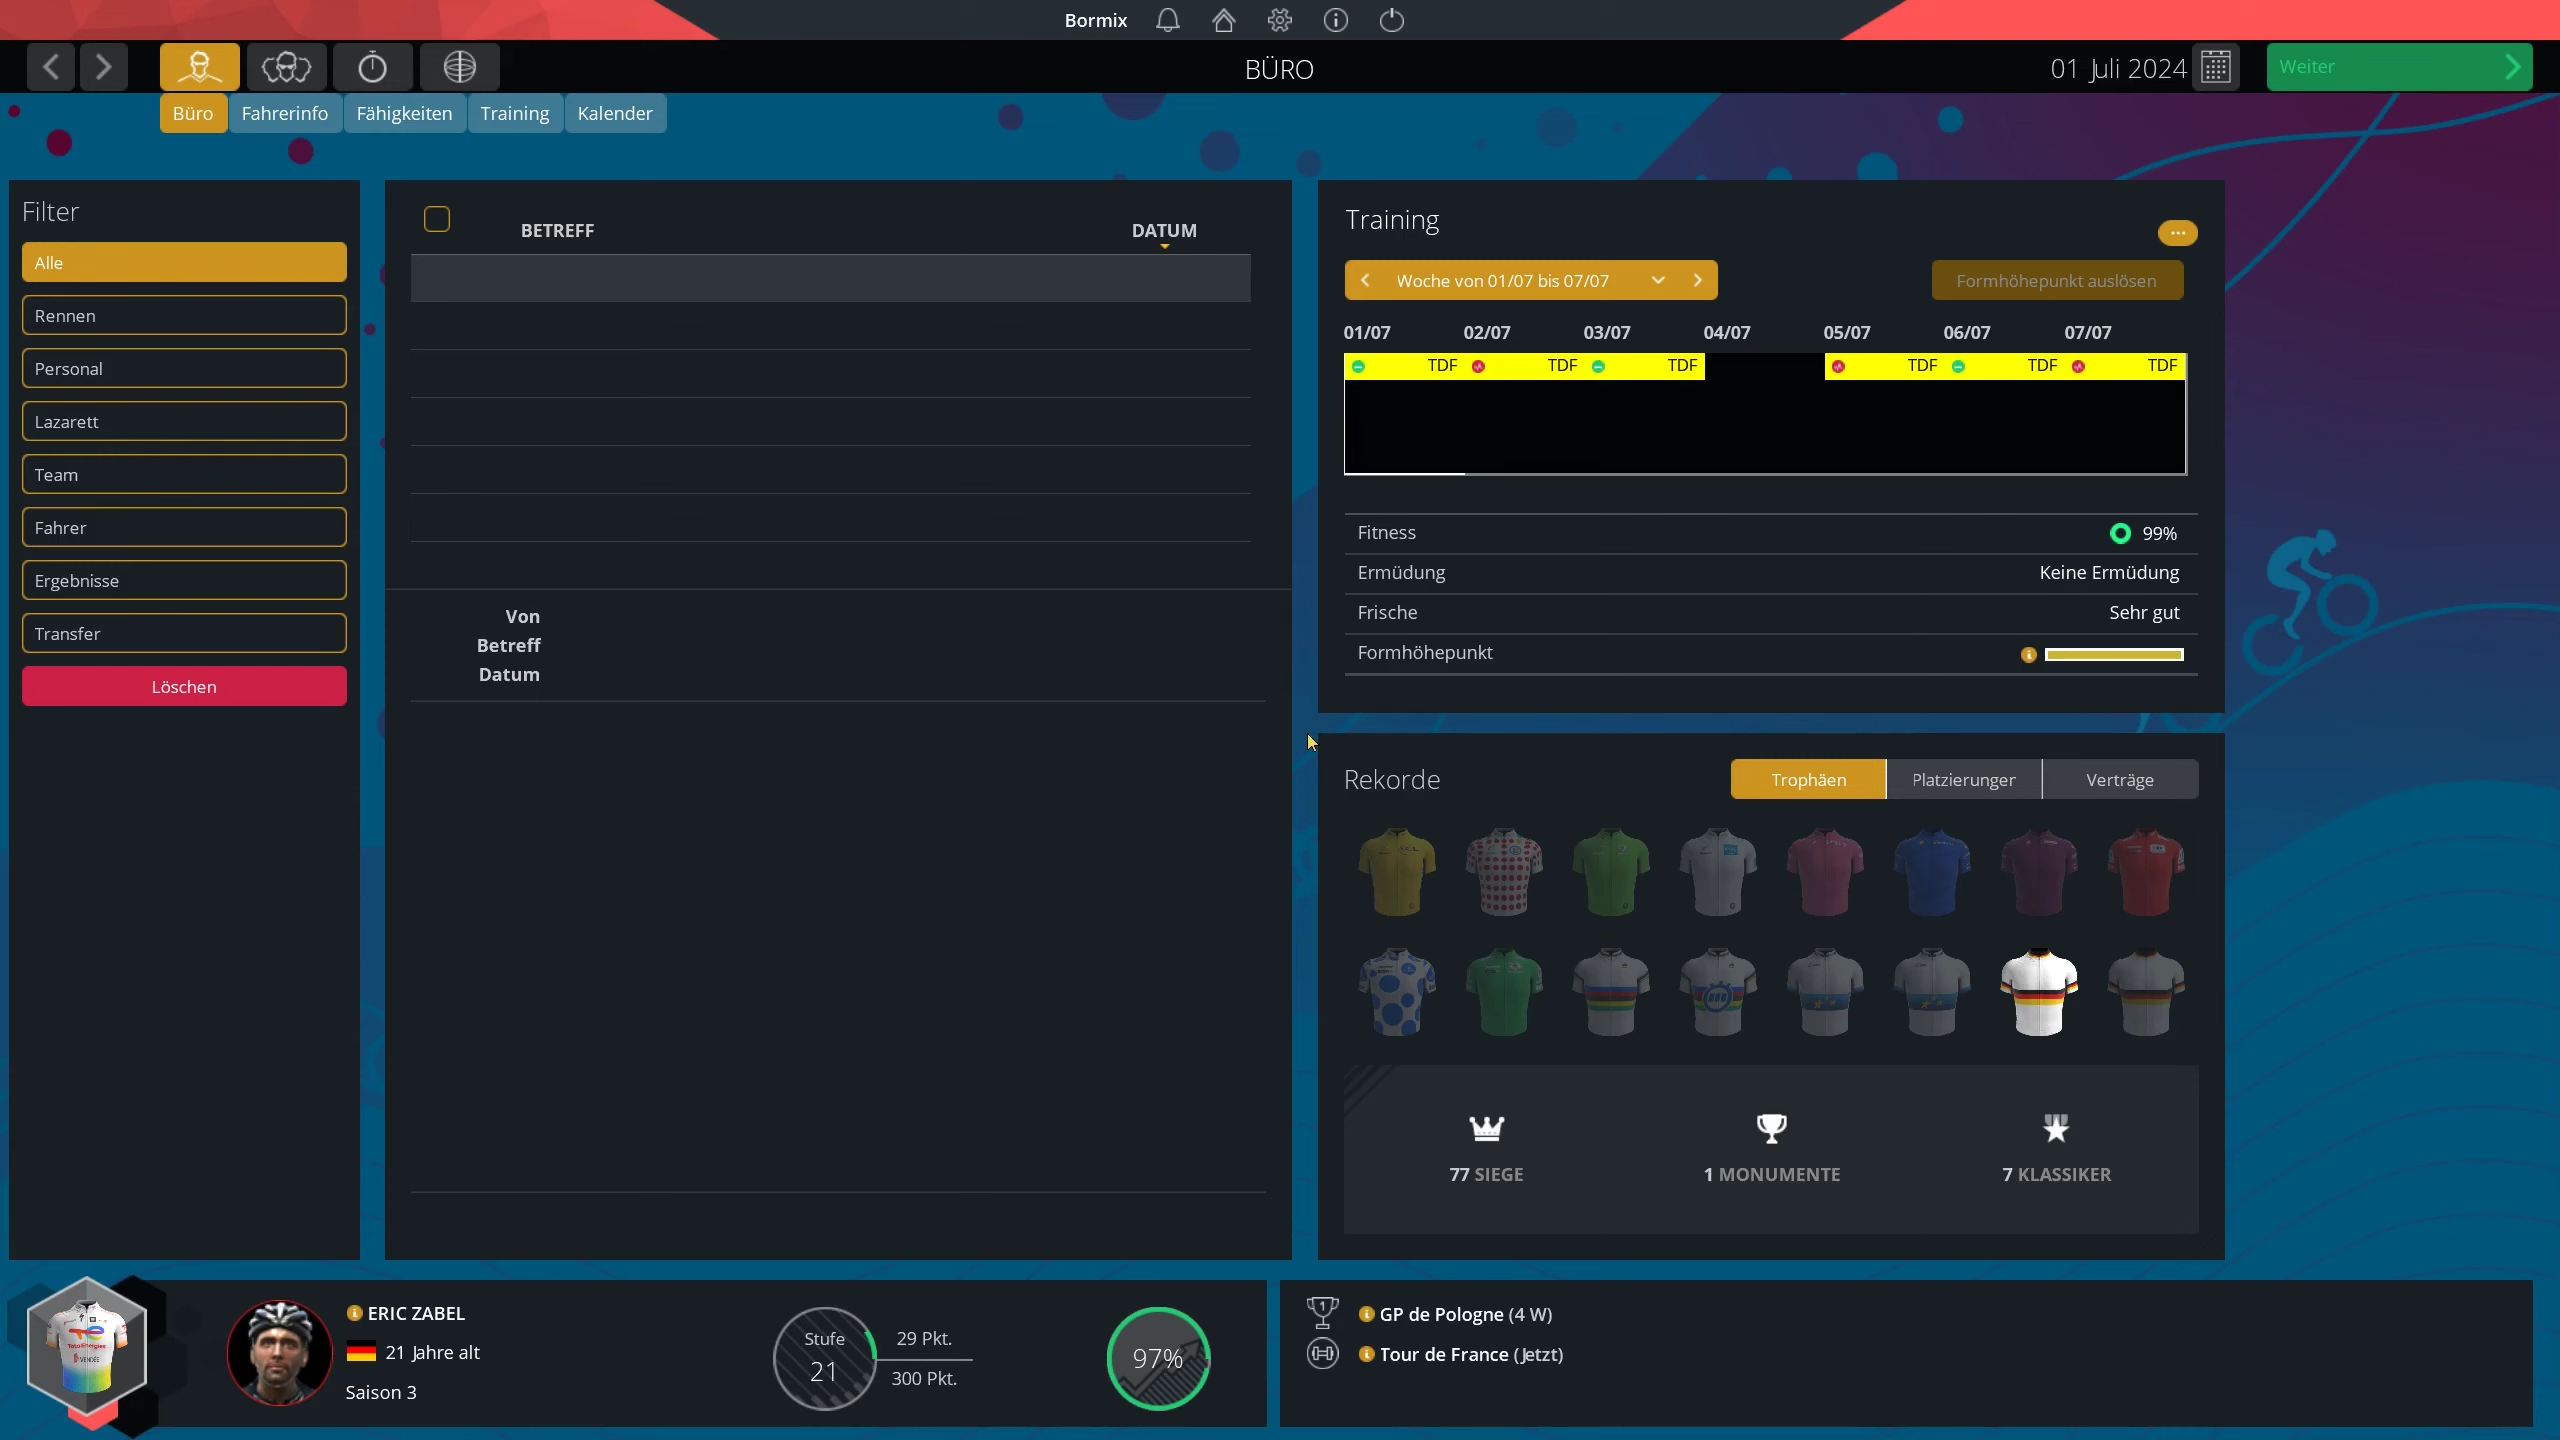 Bormix
BÜRO
01 Juli 2024
Weiter
Büro
Fahrerinfo
Fähigkeiten
Training
Kalender
Filter
Alle
Rennen
Personal
Lazarett
Team
Fahrer
Ergebnisse
Transfer
Löschen
BETREFF
DATUM
Von
Betreff
Datum
Training
...
Woche von 01/07 bis 07/07
Formhöhepunkt auslösen
01/07 02/07 03/07 04/07 05/07 06/07 07/07
TDF TDF TDF TDF TDF TDF
Fitness 99%
Ermüdung Keine Ermüdung
Frische Sehr gut
Formhöhepunkt
Rekorde
Trophäen
Platzierunger
Verträge
77 SIEGE
1 MONUMENTE
7 KLASSIKER
TotalEnergies
VENDÉE
ERIC ZABEL
21 Jahre alt
Saison 3
Stufe
21
29 Pkt.
300 Pkt.
97%
GP de Pologne (4 W)
Tour de France (Jetzt)